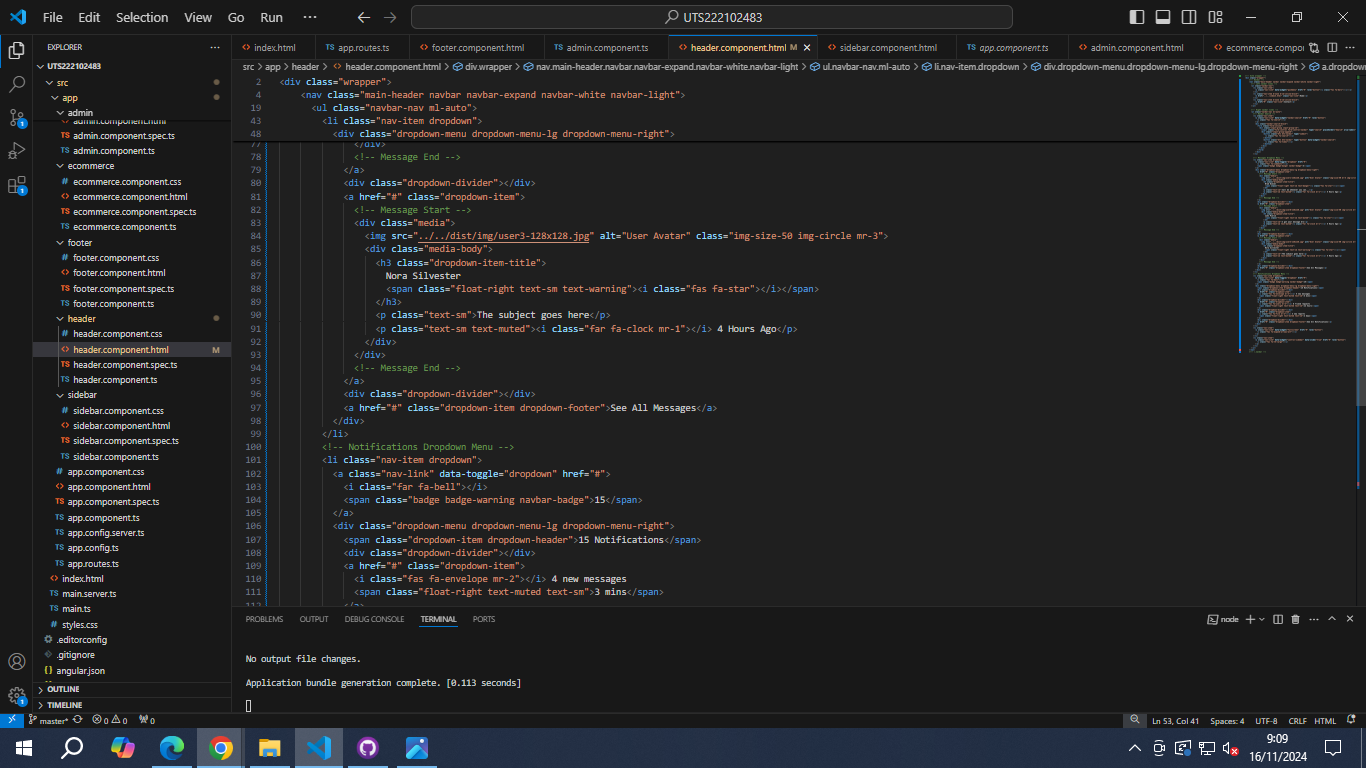 File Edit Selection View Go Run ··· UTS222102483
EXPLORER ···
UTS222102483
src
app
admin
admin.component.html
admin.component.spec.ts
admin.component.ts
ecommerce
ecommerce.component.css
ecommerce.component.html
ecommerce.component.spec.ts
ecommerce.component.ts
footer
footer.component.css
footer.component.html
footer.component.spec.ts
footer.component.ts
header
header.component.css
header.component.html M
header.component.spec.ts
header.component.ts
sidebar
sidebar.component.css
sidebar.component.html
sidebar.component.spec.ts
sidebar.component.ts
app.component.css
app.component.html
app.component.spec.ts
app.component.ts
app.config.server.ts
app.config.ts
app.routes.ts
index.html
main.server.ts
main.ts
styles.css
.editorconfig
.gitignore
angular.json
OUTLINE
TIMELINE
index.html app.routes.ts footer.component.html admin.component.ts header.component.html M sidebar.component.html app.component.ts admin.component.html ecommerce.compo
src > app > header > header.component.html > div.wrapper > nav.main-header.navbar.navbar-expand.navbar-white.navbar-light > ul.navbar-nav.ml-auto > li.nav-item.dropdown > div.dropdown-menu.dropdown-menu-lg.dropdown-menu-right > a.dropdo
2 <div class="wrapper">
4 <nav class="main-header navbar navbar-expand navbar-white navbar-light">
19 <ul class="navbar-nav ml-auto">
43 <li class="nav-item dropdown">
48 <div class="dropdown-menu dropdown-menu-lg dropdown-menu-right">
</div>
78 <!-- Message End -->
79 </a>
80 <div class="dropdown-divider"></div>
81 <a href="#" class="dropdown-item">
82 <!-- Message Start -->
83 <div class="media">
84 <img src="../../dist/img/user3-128x128.jpg" alt="User Avatar" class="img-size-50 img-circle mr-3">
85 <div class="media-body">
86 <h3 class="dropdown-item-title">
87 Nora Silvester
88 <span class="float-right text-sm text-warning"><i class="fas fa-star"></i></span>
89 </h3>
90 <p class="text-sm">The subject goes here</p>
91 <p class="text-sm text-muted"><i class="far fa-clock mr-1"></i> 4 Hours Ago</p>
92 </div>
93 </div>
94 <!-- Message End -->
95 </a>
96 <div class="dropdown-divider"></div>
97 <a href="#" class="dropdown-item dropdown-footer">See All Messages</a>
98 </div>
99 </li>
100 <!-- Notifications Dropdown Menu -->
101 <li class="nav-item dropdown">
102 <a class="nav-link" data-toggle="dropdown" href="#">
103 <i class="far fa-bell"></i>
104 <span class="badge badge-warning navbar-badge">15</span>
105 </a>
106 <div class="dropdown-menu dropdown-menu-lg dropdown-menu-right">
107 <span class="dropdown-item dropdown-header">15 Notifications</span>
108 <div class="dropdown-divider"></div>
109 <a href="#" class="dropdown-item">
110 <i class="fas fa-envelope mr-2"></i> 4 new messages
111 <span class="float-right text-muted text-sm">3 mins</span>
112 </a>
PROBLEMS OUTPUT DEBUG CONSOLE TERMINAL PORTS node
No output file changes.
Application bundle generation complete. [0.113 seconds]
master* 0 0 0 Ln 53, Col 41 Spaces: 4 UTF-8 CRLF HTML
9:09
16/11/2024